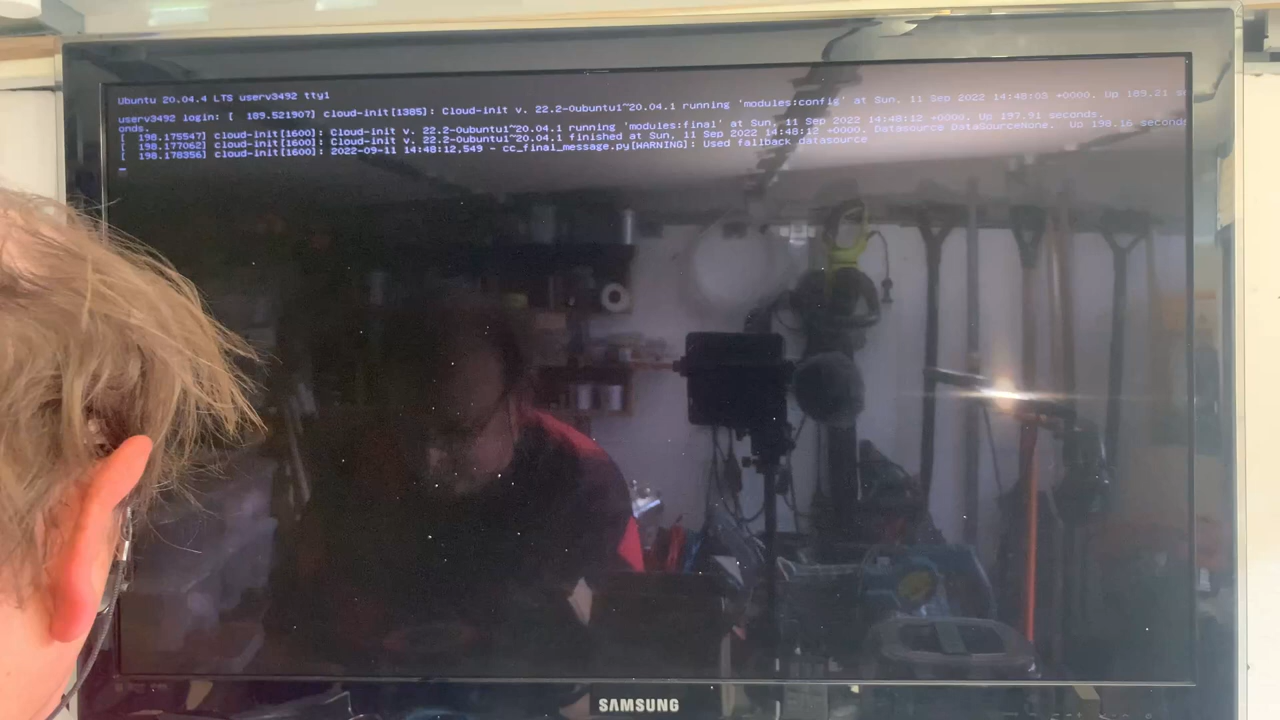 Ubuntu 20.04.4 LTS userv3492 tty1
userv3492 login: [  189.521907] cloud-init[1385]: Cloud-init v. 22.2-0ubuntu1~20.04.1 running 'modules:config' at Sun, 11 Sep 2022 14:48:03 +0000. Up 189.21 se
onds.
[  198.175547] cloud-init[1600]: Cloud-init v. 22.2-0ubuntu1~20.04.1 running 'modules:final' at Sun, 11 Sep 2022 14:48:12 +0000. Up 197.91 seconds.
[  198.177062] cloud-init[1600]: Cloud-init v. 22.2-0ubuntu1~20.04.1 finished at Sun, 11 Sep 2022 14:48:12 +0000. Datasource DataSourceNone.  Up 198.16 seconds
[  198.178356] cloud-init[1600]: 2022-09-11 14:48:12,549 - cc_final_message.py[WARNING]: Used fallback datasource
SAMSUNG